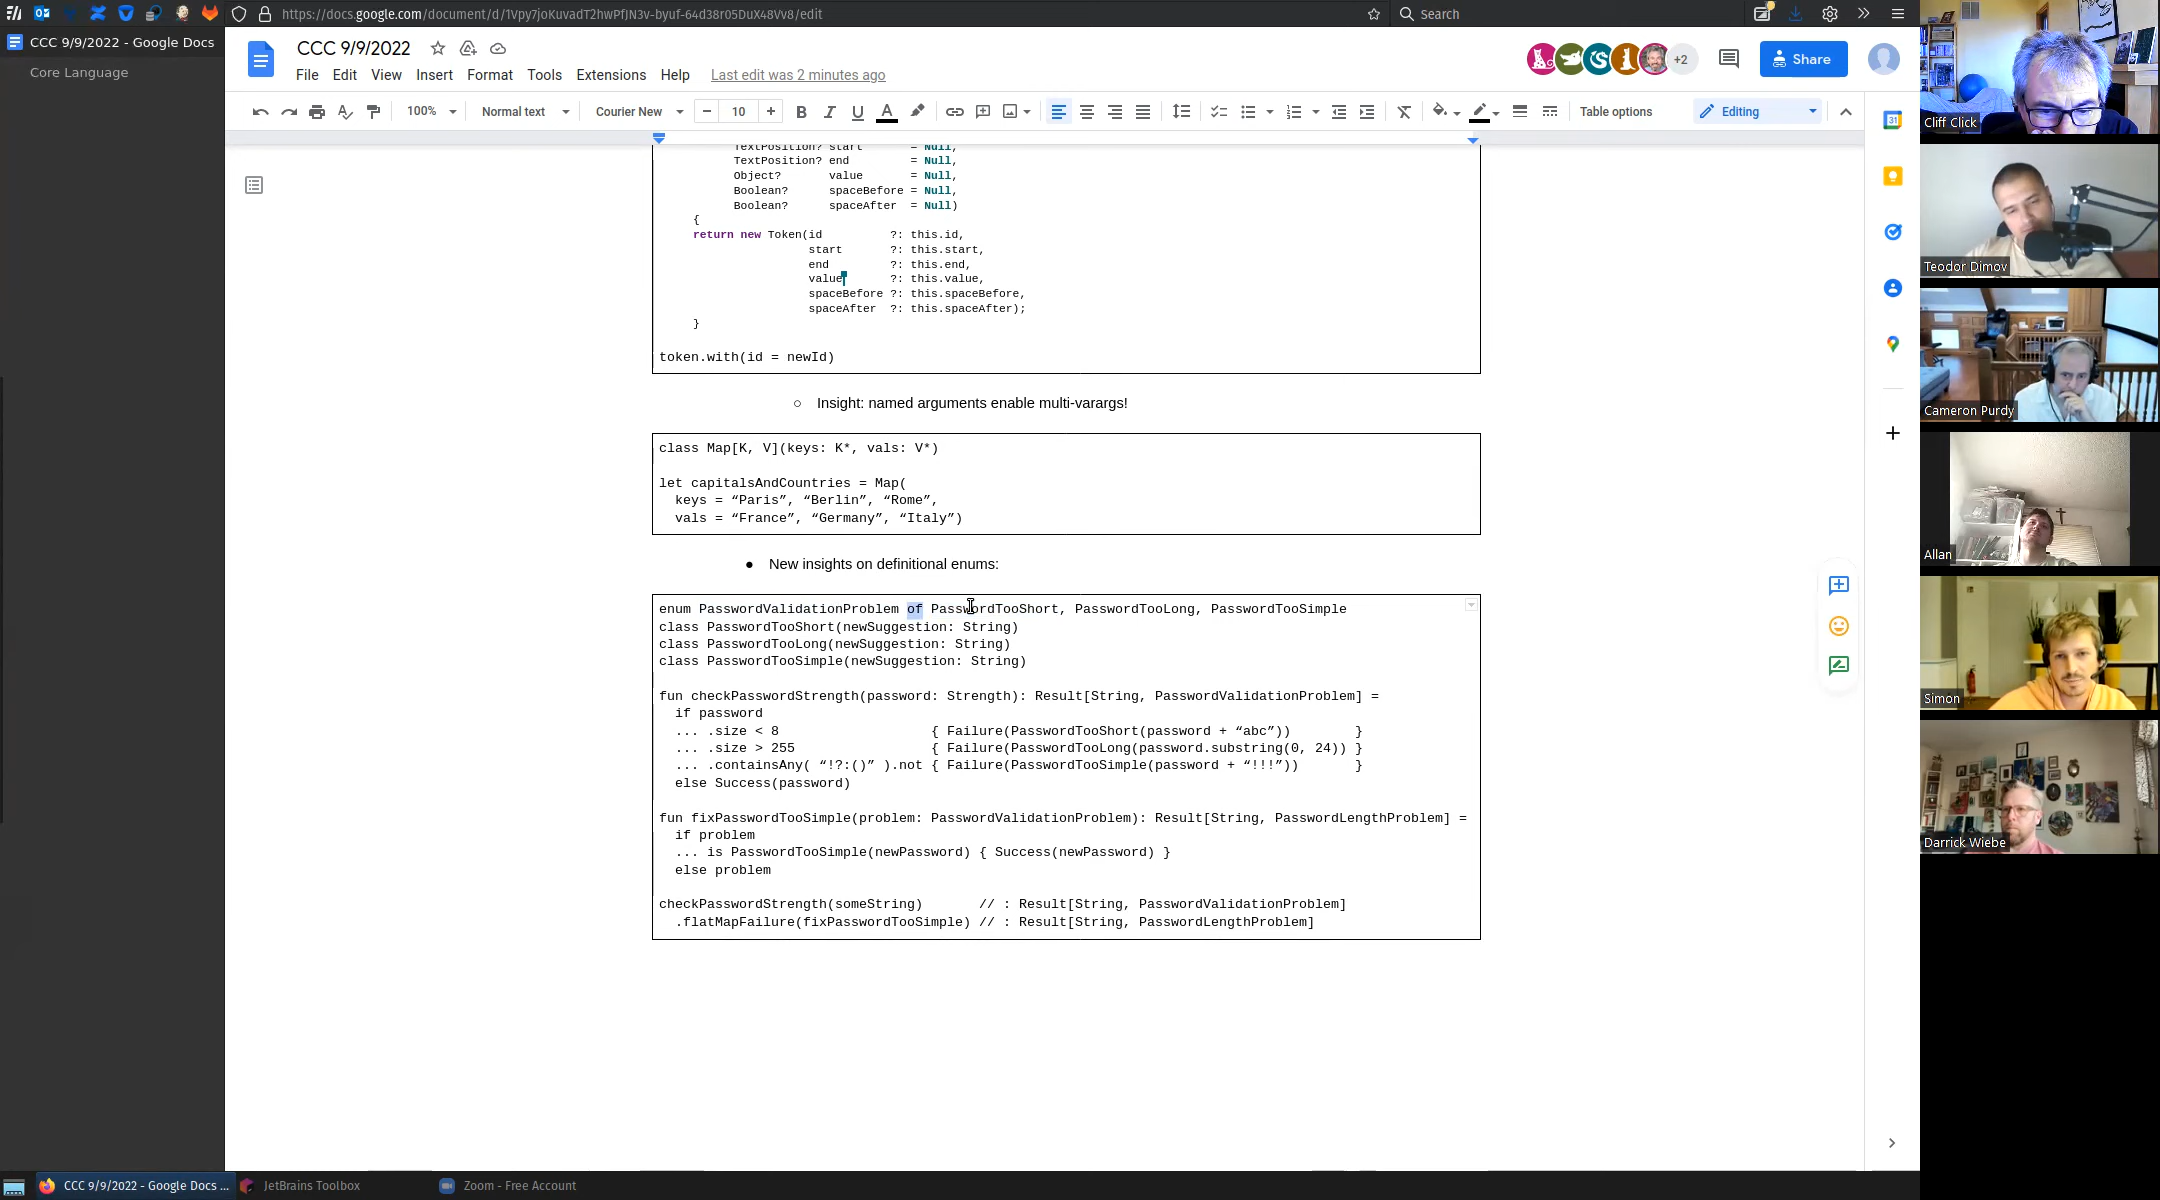 https://docs.google.com/document/d/1Vpy7joKuvadT2hwPfJN3v-byuf-64d38r05DuX48Vv8/edit
Search
CCC 9/9/2022 - Google Docs
Core Language
CCC 9/9/2022
File Edit View Insert Format Tools Extensions Help Last edit was 2 minutes ago
+2
Share
100% Normal text Courier New 10 Table options Editing
31
TextPosition? start = Null,
TextPosition? end = Null,
Object? value = Null,
Boolean? spaceBefore = Null,
Boolean? spaceAfter = Null)
{
return new Token(id ?: this.id,
start ?: this.start,
end ?: this.end,
value ?: this.value,
spaceBefore ?: this.spaceBefore,
spaceAfter ?: this.spaceAfter);
}
token.with(id = newId)
○ Insight: named arguments enable multi-varargs!
class Map[K, V](keys: K*, vals: V*)
let capitalsAndCountries = Map(
keys = “Paris”, “Berlin”, “Rome”,
vals = “France”, “Germany”, “Italy”)
● New insights on definitional enums:
enum PasswordValidationProblem of PasswordTooShort, PasswordTooLong, PasswordTooSimple
class PasswordTooShort(newSuggestion: String)
class PasswordTooLong(newSuggestion: String)
class PasswordTooSimple(newSuggestion: String)
fun checkPasswordStrength(password: Strength): Result[String, PasswordValidationProblem] =
if password
... .size < 8 { Failure(PasswordTooShort(password + “abc”)) }
... .size > 255 { Failure(PasswordTooLong(password.substring(0, 24)) }
... .containsAny( “!?:()” ).not { Failure(PasswordTooSimple(password + “!!!”)) }
else Success(password)
fun fixPasswordTooSimple(problem: PasswordValidationProblem): Result[String, PasswordLengthProblem] =
if problem
... is PasswordTooSimple(newPassword) { Success(newPassword) }
else problem
checkPasswordStrength(someString) // : Result[String, PasswordValidationProblem]
.flatMapFailure(fixPasswordTooSimple) // : Result[String, PasswordLengthProblem]
Cliff Click
Teodor Dimov
Cameron Purdy
Allan
Simon
Darrick Wiebe
CCC 9/9/2022 - Google Docs ...
JetBrains Toolbox
Zoom - Free Account